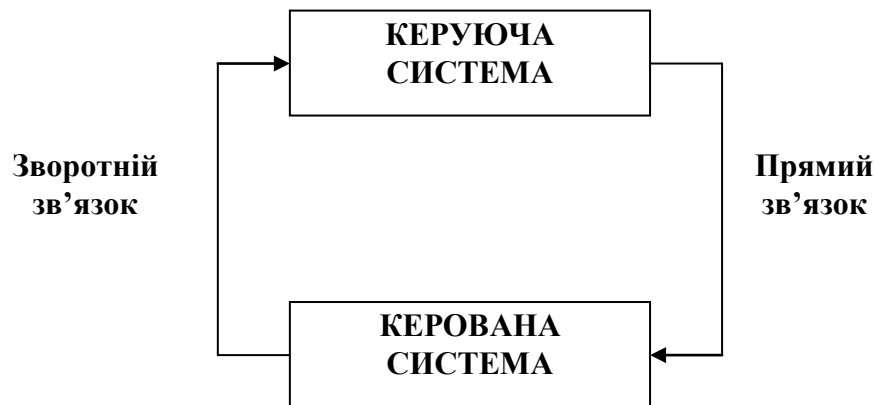 КЕРУЮЧА
СИСТЕМА
Зворотній
зв’язок
Прямий
зв’язок
КЕРОВАНА
СИСТЕМА